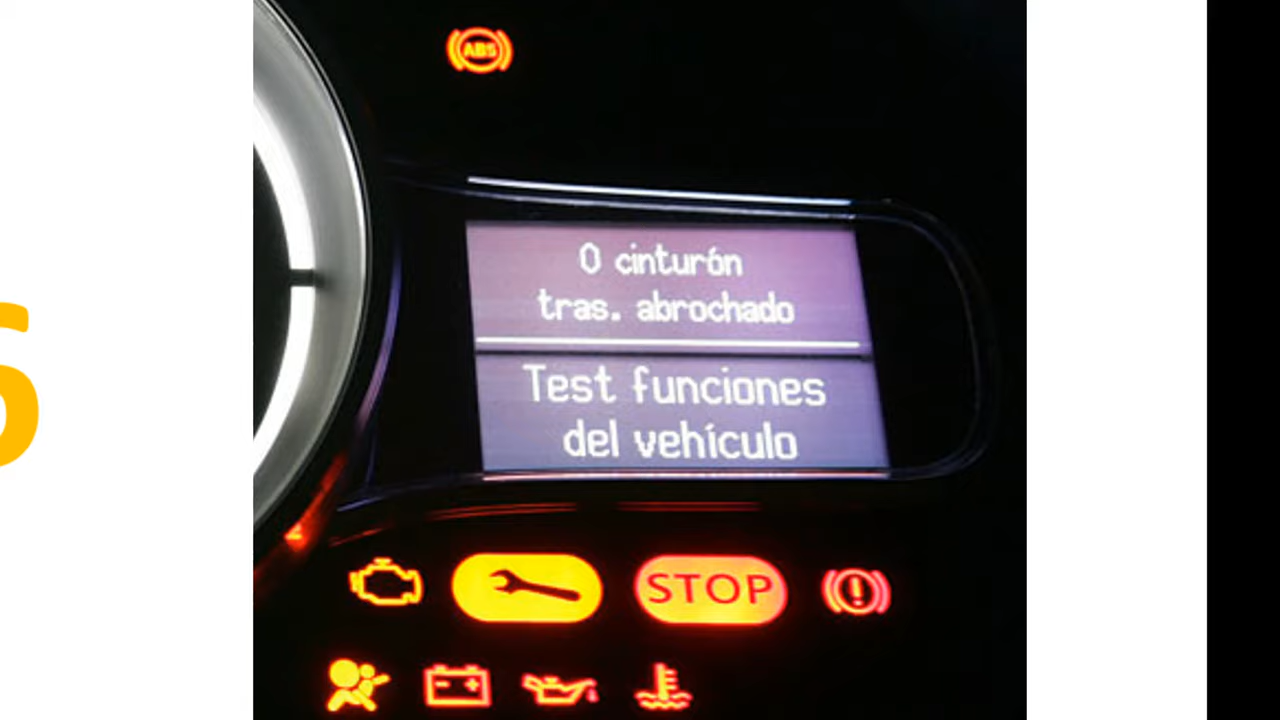 ABS
0 cinturón
tras. abrochado
Test funciones
del vehículo
STOP